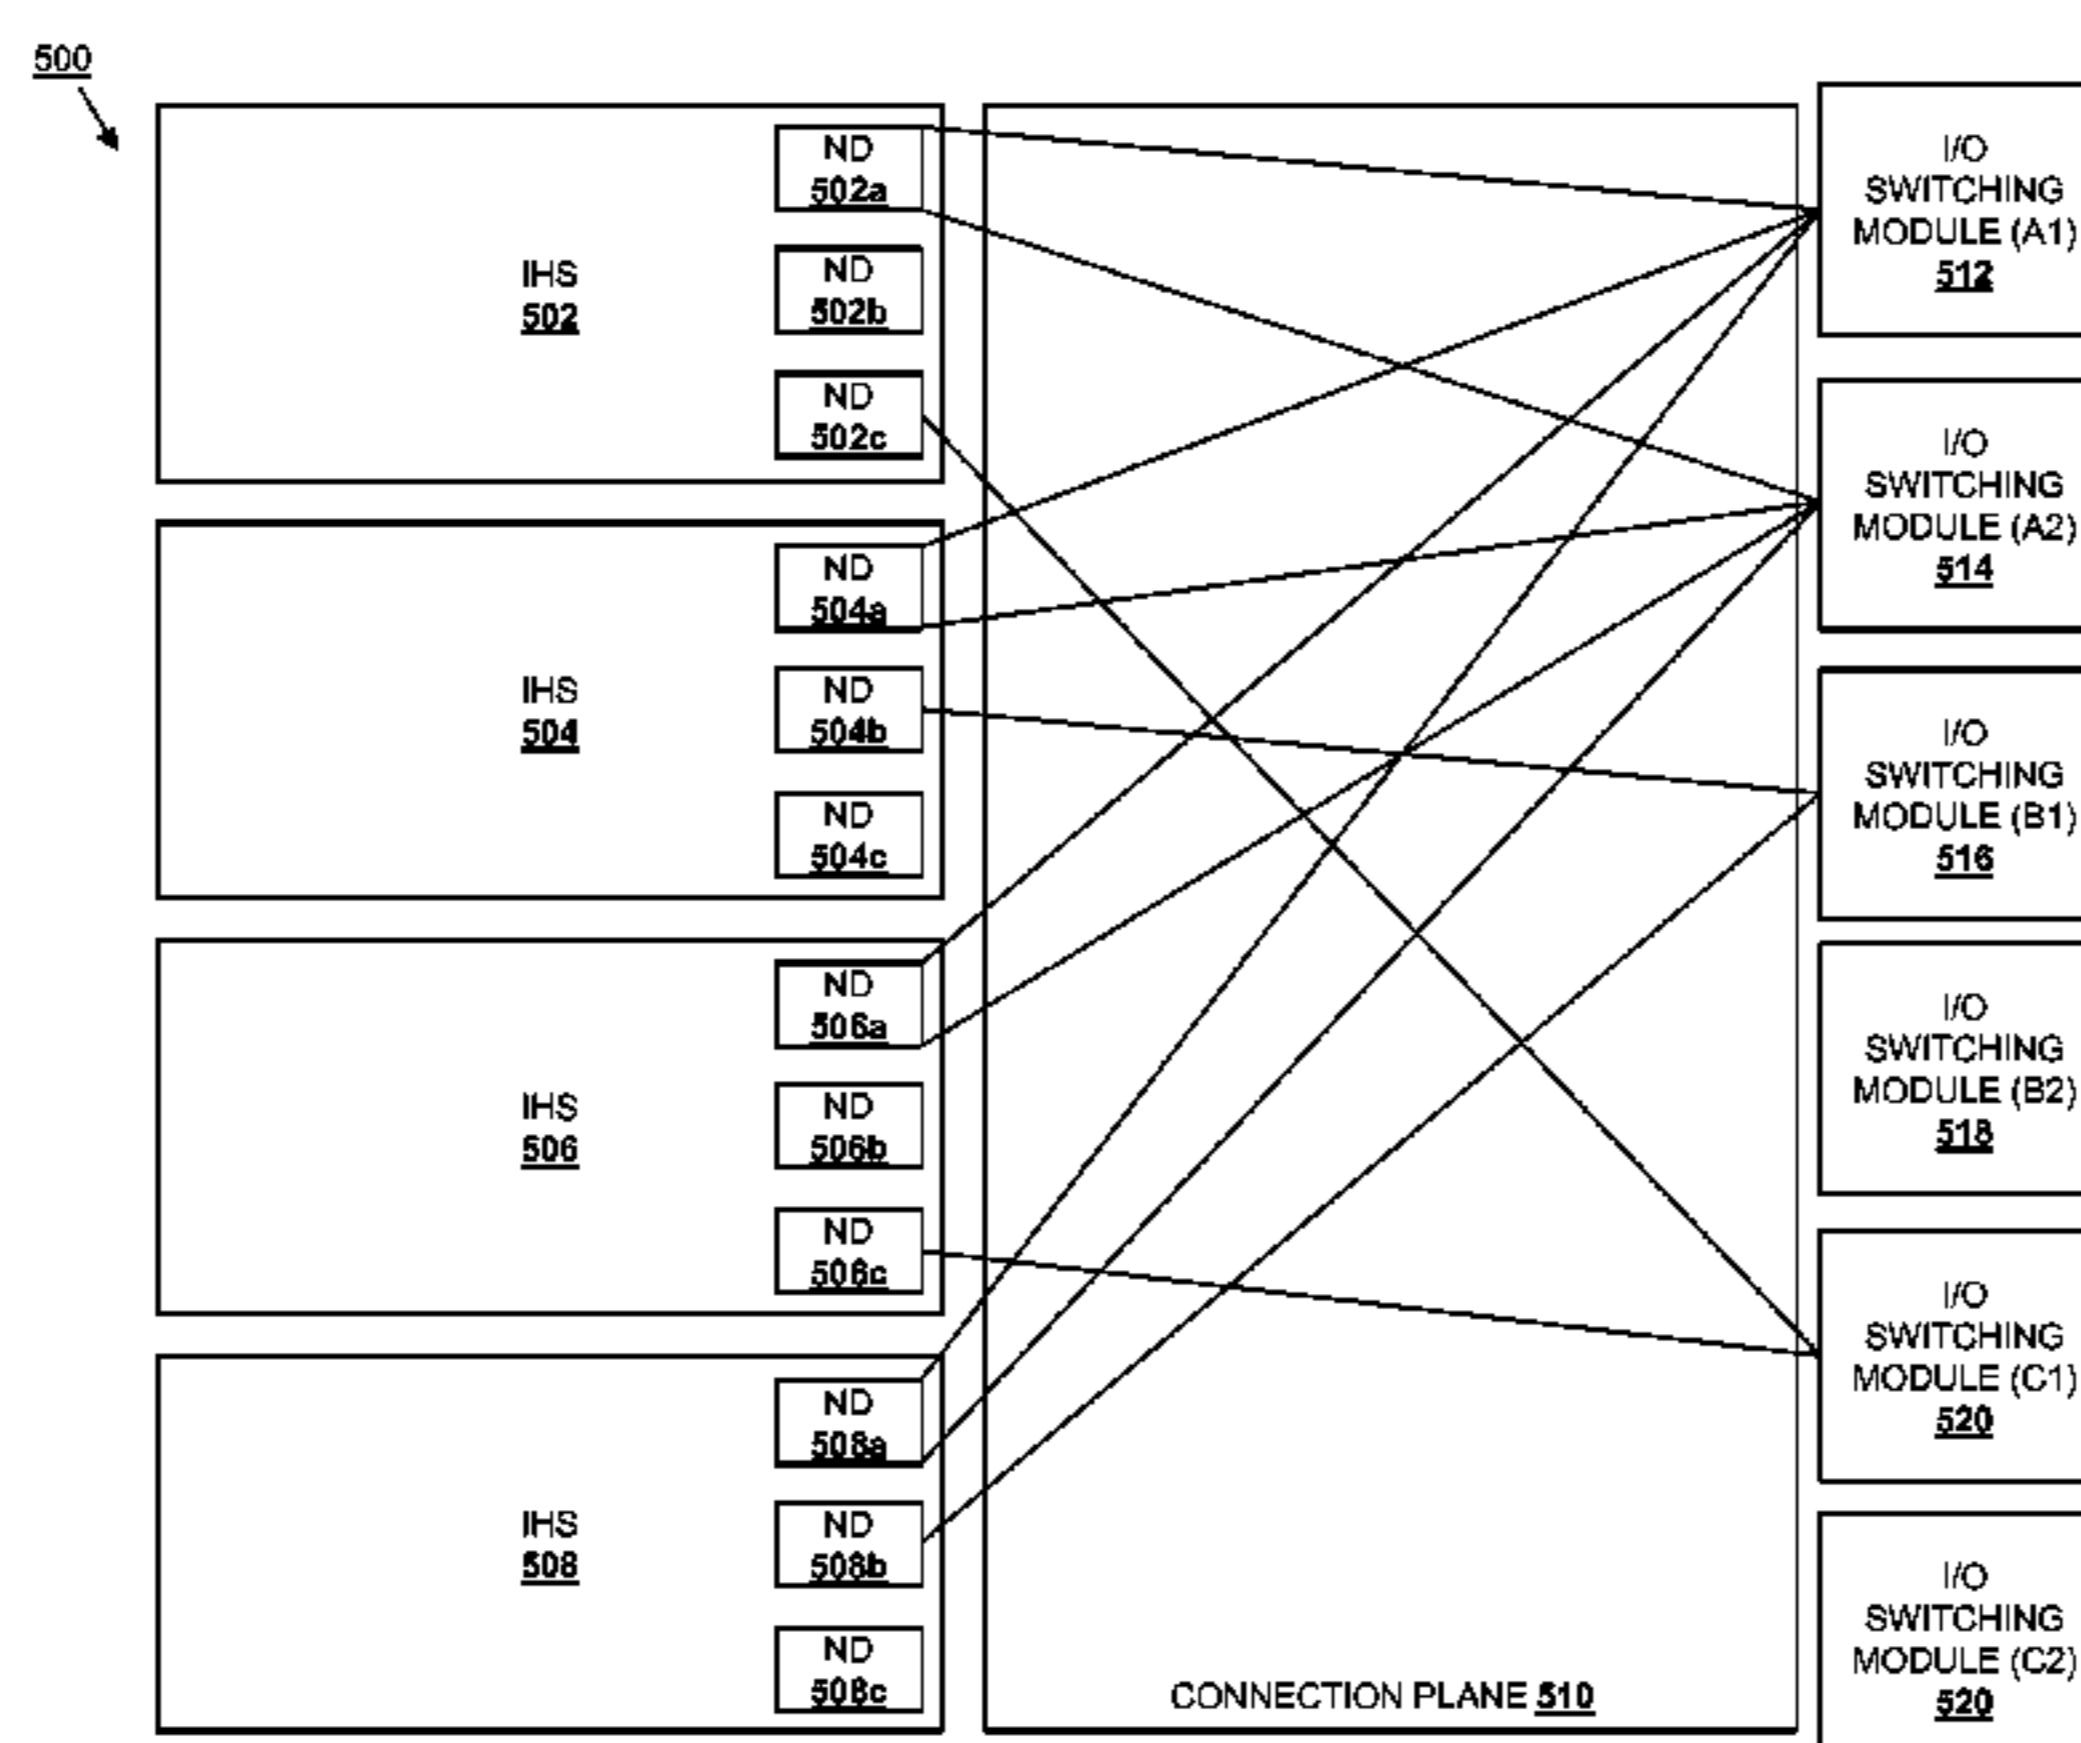 500
IHS
502
ND
502a
ND
502b
ND
502c
IHS
504
ND
504a
ND
504b
ND
504c
IHS
506
ND
506a
ND
506b
ND
506c
IHS
508
ND
508a
ND
508b
ND
508c
CONNECTION PLANE 510
I/O
SWITCHING
MODULE (A1)
512
I/O
SWITCHING
MODULE (A2)
514
I/O
SWITCHING
MODULE (B1)
516
I/O
SWITCHING
MODULE (B2)
518
I/O
SWITCHING
MODULE (C1)
520
I/O
SWITCHING
MODULE (C2)
520